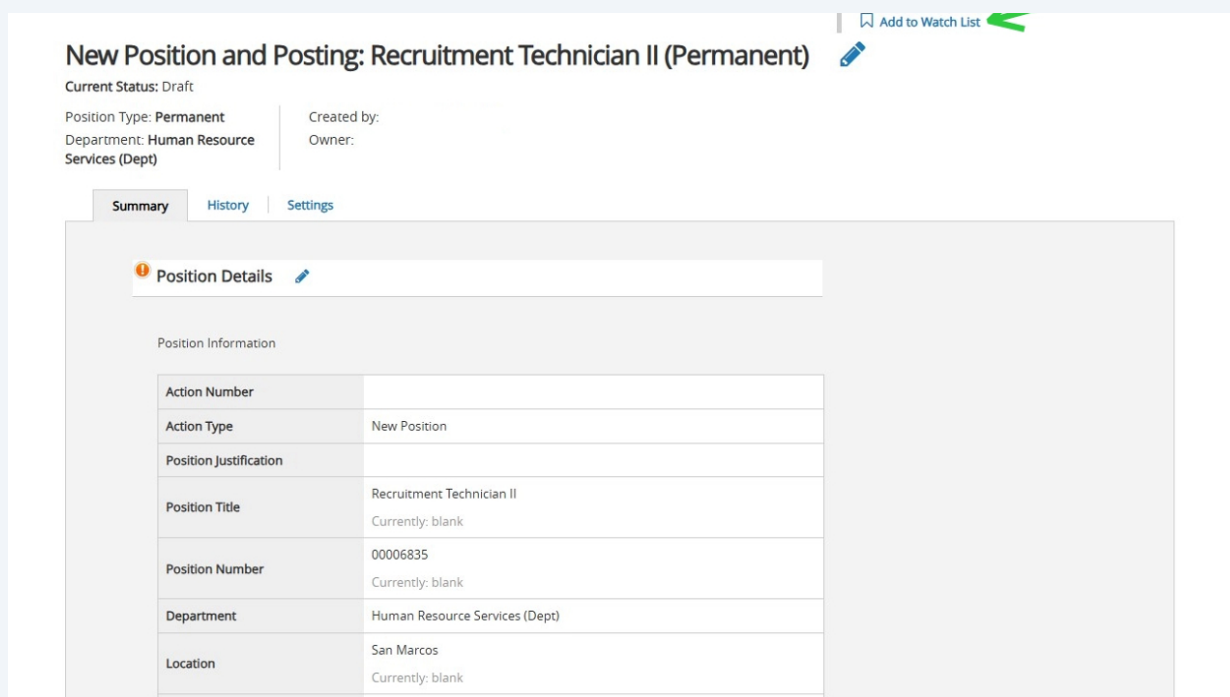 Add to Watch List
New Position and Posting: Recruitment Technician II (Permanent)
Current Status: Draft
Position Type: Permanent
Created by:
Department: Human Resource
Services (Dept)
Owner:
Summary
History
Settings
Position Details
Position Information
Action Number
Action Type
New Position
Position Justification
Position Title
Recruitment Technician II
Currently: blank
Position Number
00006835
Currently: blank
Department
Human Resource Services (Dept)
Location
San Marcos
Currently: blank